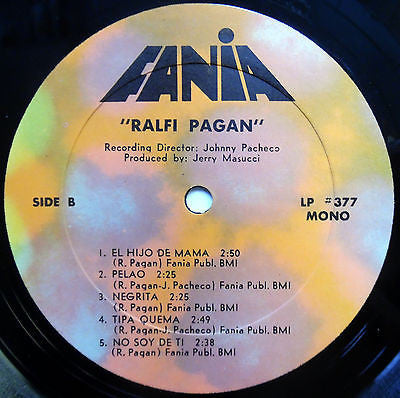 FANIA
"RALFI PAGAN"
Recording Director: Johnny Pacheco
Produced by: Jerry Masucci
SIDE B
LP #377
MONO
1. EL HIJO DE MAMA 2:50
(R. Pagan) Fania Publ. BMI
2. PELAO 2:25
(R. Pagan-J. Pacheco) Fania Publ. BMI
3. NEGRITA 2:25
(R. Pagan) Fania Publ. BMI
4. TIPA QUEMA 2:49
(R. Pagan-J. Pacheco) Fania Publ. BMI
5. NO SOY DE TI 2:38
(R. Pagan) Fania Publ. BMI